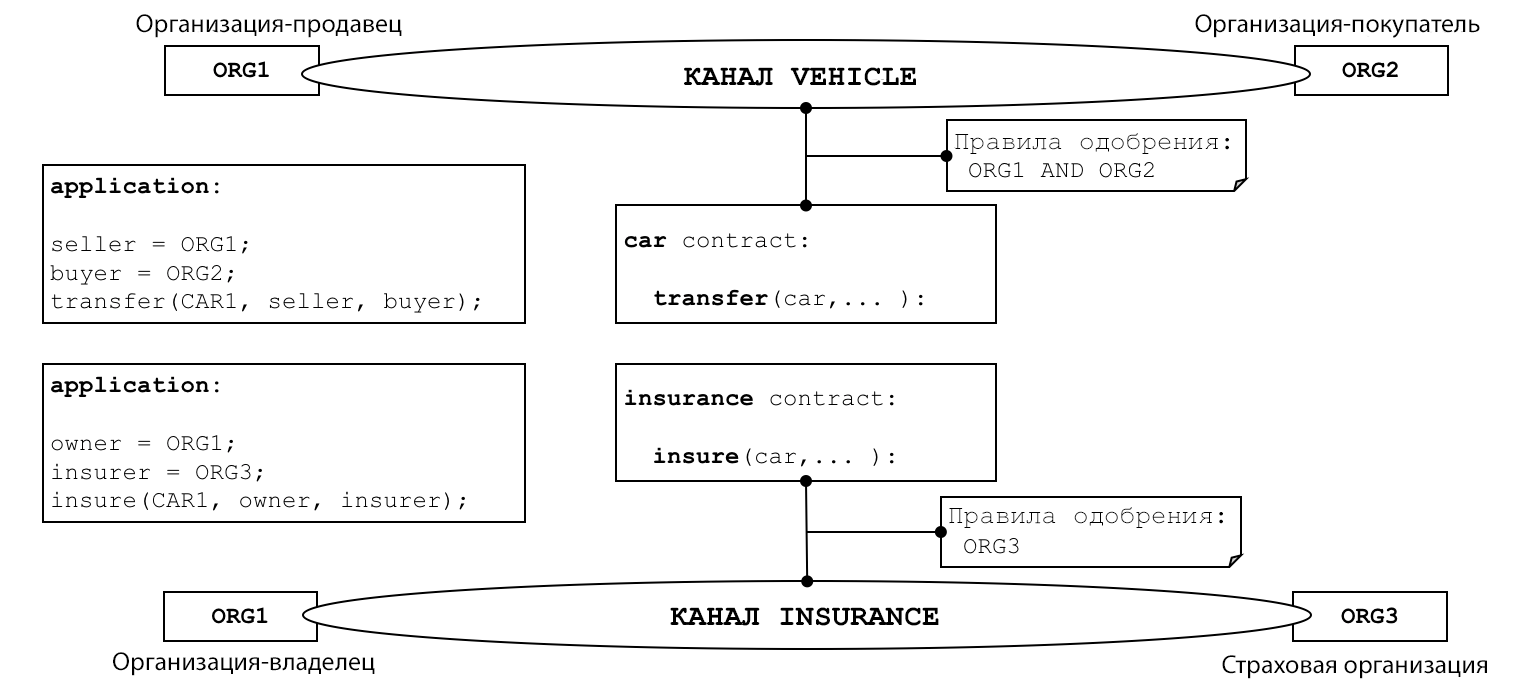 Организация-продавец
Организация-покупатель
ORG1
КАНАЛ VEHICLE
ORG2
Правила одобрения:
ORG1 AND ORG2
application:
seller = ORG1;
buyer = ORG2;
transfer(CAR1, seller, buyer);
car contract:
transfer(car,... ):
application:
owner = ORG1;
insurer = ORG3;
insure(CAR1, owner, insurer);
insurance contract:
insure(car,... ):
Правила одобрения:
ORG3
ORG1
КАНАЛ INSURANCE
ORG3
Организация-владелец
Страховая организация